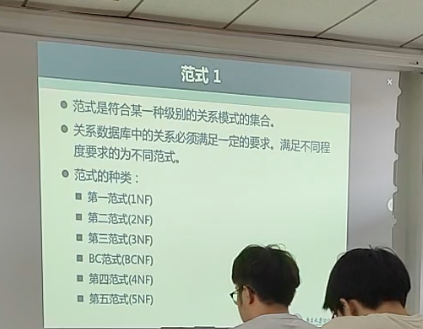 范式 1
范式是符合某一种级别的关系模式的集合。
关系数据库中的关系必须满足一定的要求。满足不同程
度要求的为不同范式。
范式的种类：
第一范式(1NF)
第二范式(2NF)
第三范式(3NF)
BC范式(BCNF)
第四范式(4NF)
第五范式(5NF)